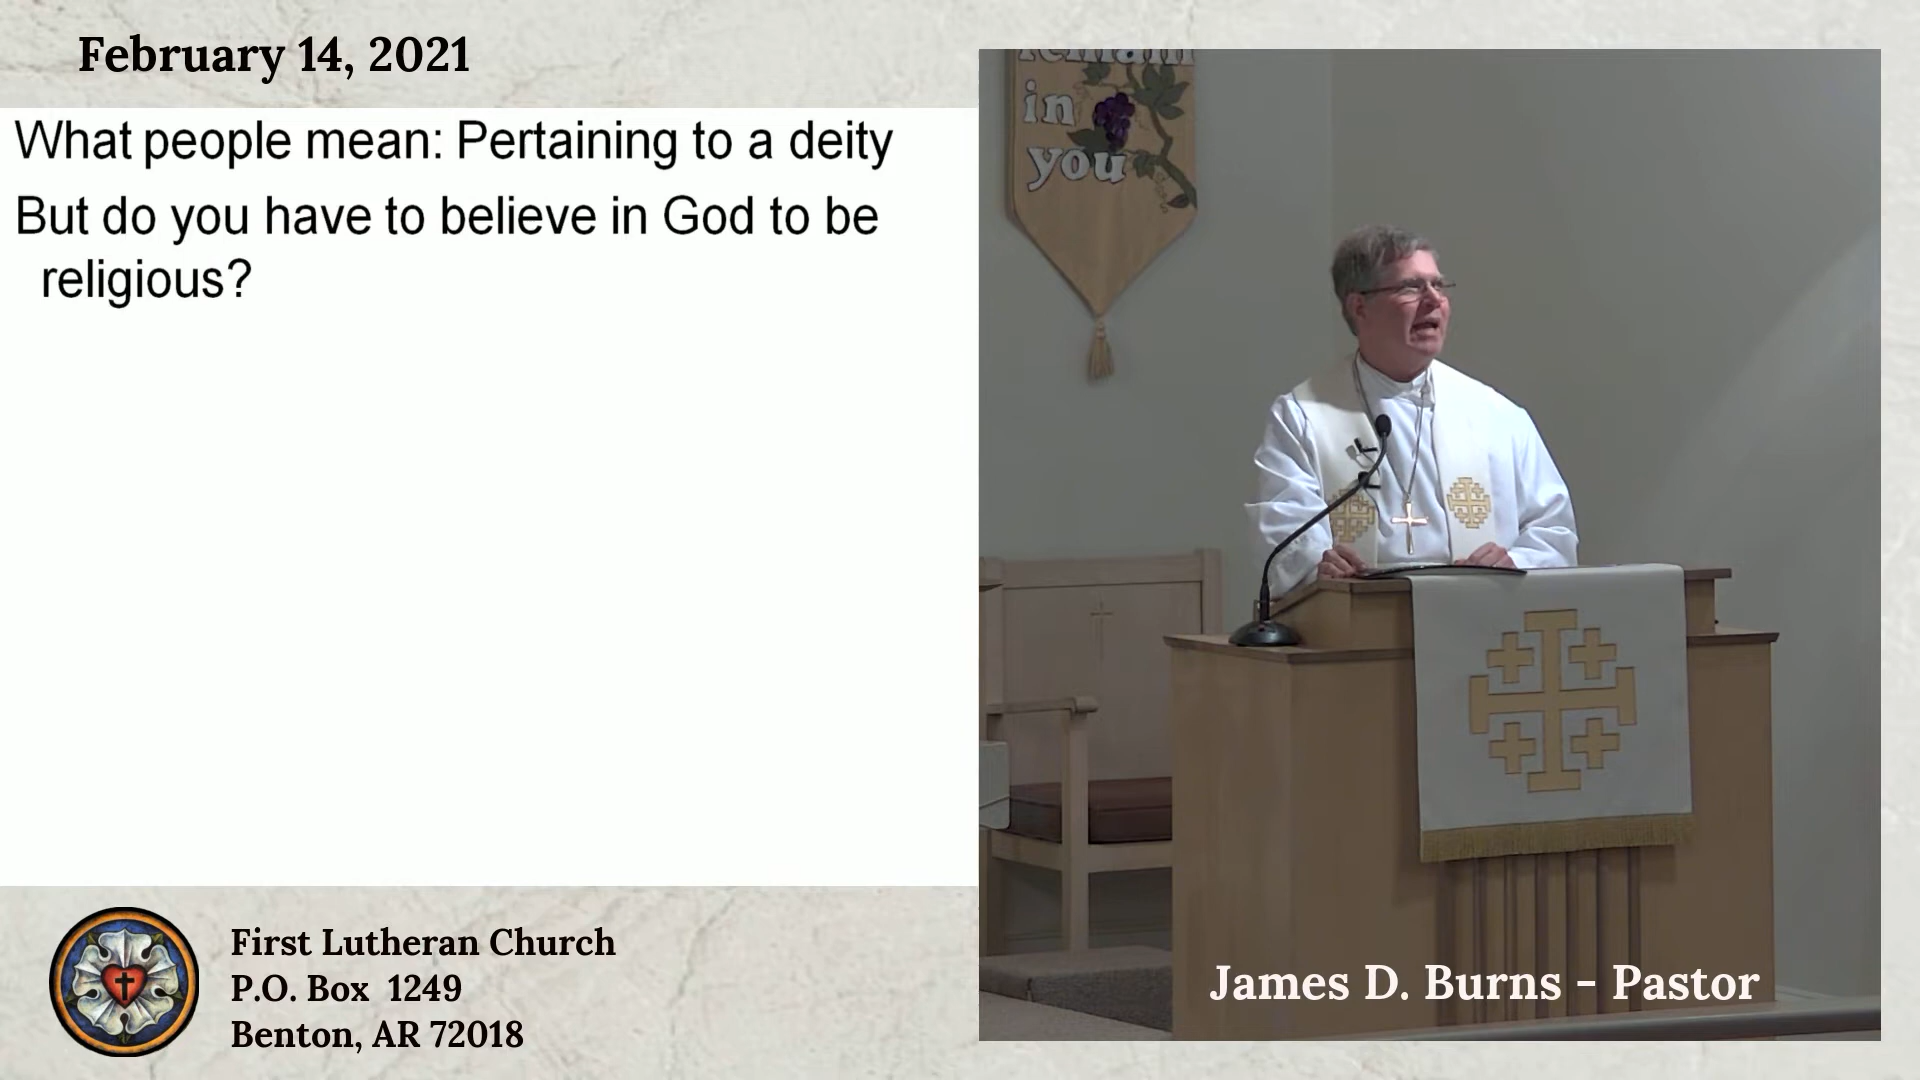 February 14, 2021
What people mean: Pertaining to a deity
But do you have to believe in God to be
religious?
remain
in
you
First Lutheran Church
P.O. Box 1249
Benton, AR 72018
James D. Burns - Pastor